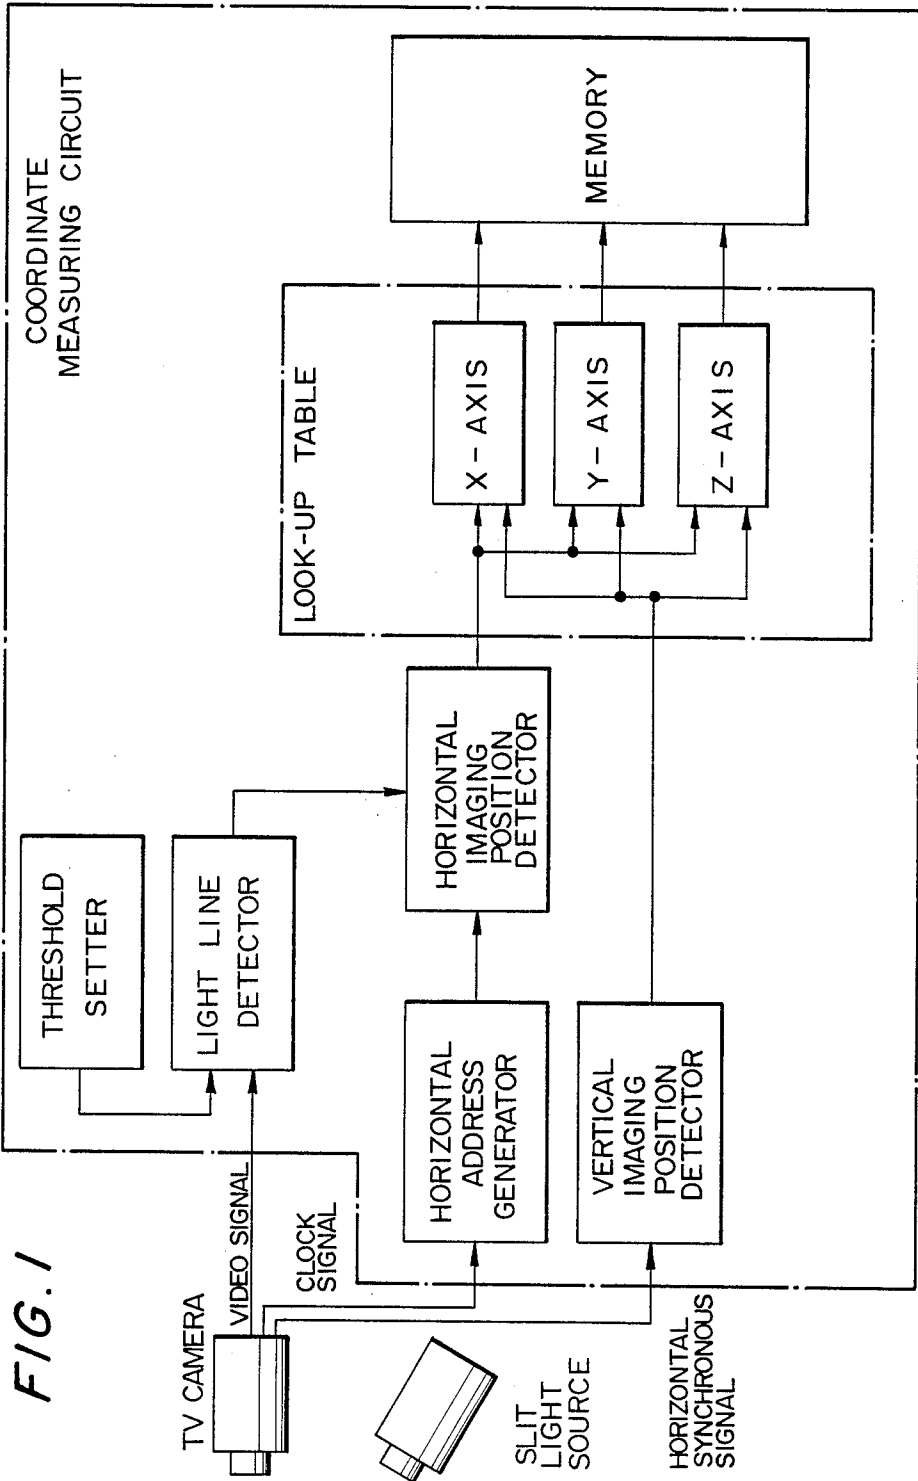 FIG. 1
COORDINATE
MEASURING CIRCUIT
THRESHOLD
SETTER
TV CAMERA
VIDEO SIGNAL
LIGHT LINE
DETECTOR
LOOK-UP TABLE
CLOCK
SIGNAL
HORIZONTAL
ADDRESS
GENERATOR
HORIZONTAL
IMAGING
POSITION
DETECTOR
X-AXIS
Y-AXIS
Z-AXIS
MEMORY
SLIT
LIGHT
SOURCE
VERTICAL
IMAGING
POSITION
DETECTOR
HORIZONTAL
SYNCHRONOUS
SIGNAL